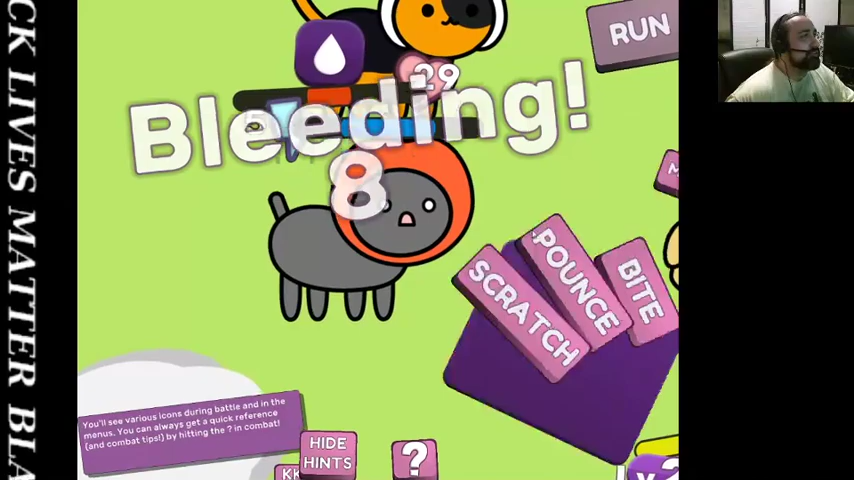 CK LIVES MATTER BLA
RUN
29
Bleeding!
8
SCRATCH
POUNCE
BITE
You'll see various icons during battle and in the
menus. You can always get a quick reference
(and combat tips!) by hitting the ? in combat!
HIDE
HINTS
?